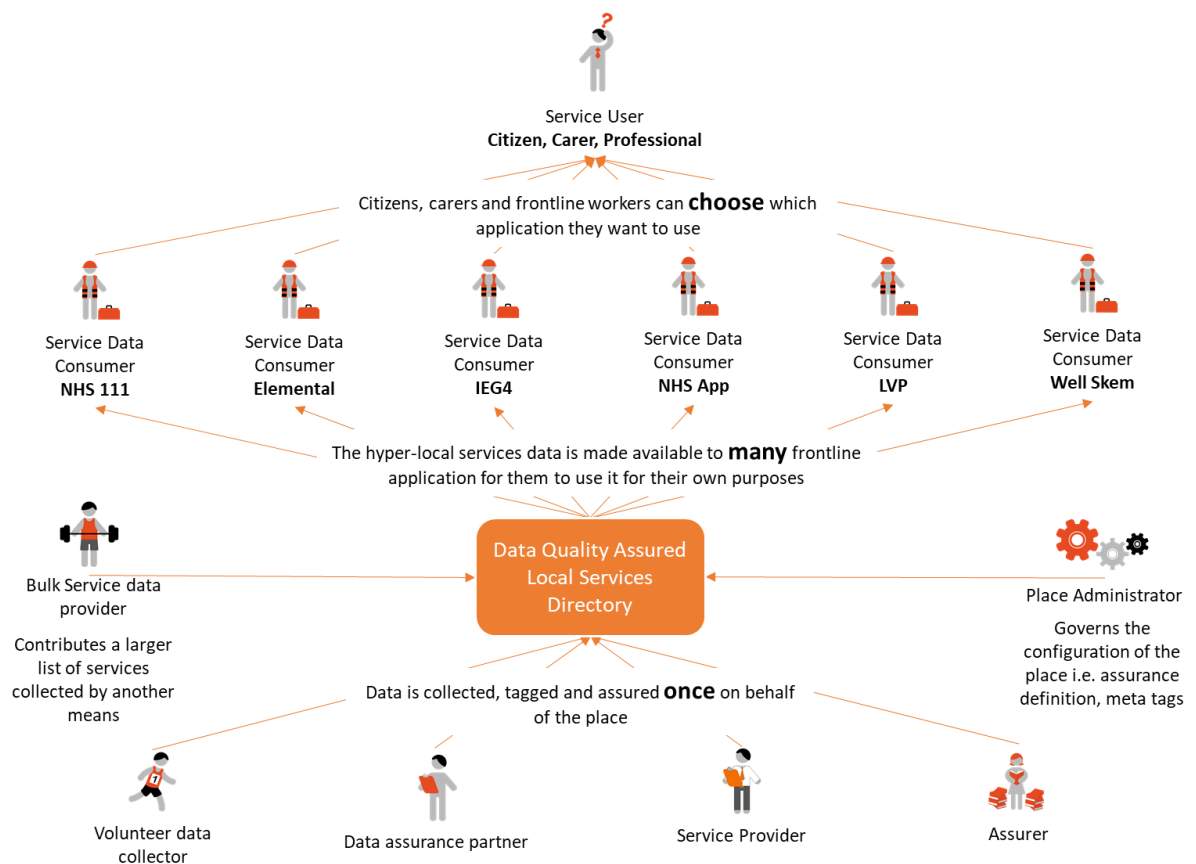 ?
Service User
Citizen, Carer, Professional
Citizens, carers and frontline workers can choose which
application they want to use
Service Data
Consumer
NHS 111
Service Data
Consumer
Elemental
Service Data
Consumer
IEG4
Service Data
Consumer
NHS App
Service Data
Consumer
LVP
Service Data
Consumer
Well Skem
The hyper-local services data is made available to many frontline
application for them to use it for their own purposes
Bulk Service data
provider
Contributes a larger
list of services
collected by another
means
Data Quality Assured
Local Services
Directory
Place Administrator
Governs the
configuration of the
place i.e. assurance
definition, meta tags
Data is collected, tagged and assured once on behalf
of the place
1
Volunteer data
collector
Data assurance partner
Service Provider
Assurer